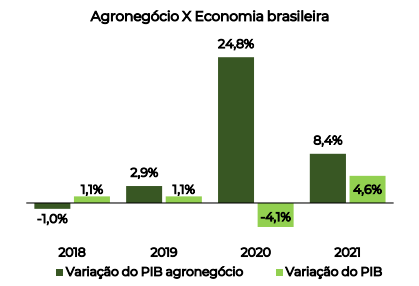 Agronegócio X Economia brasileira
24,8%
8,4%
2,9%
1,1%
1,1%
4,6%
-1,0%
-4,1%
2018 2019 2020 2021
Variação do PIB agronegócio Variação do PIB